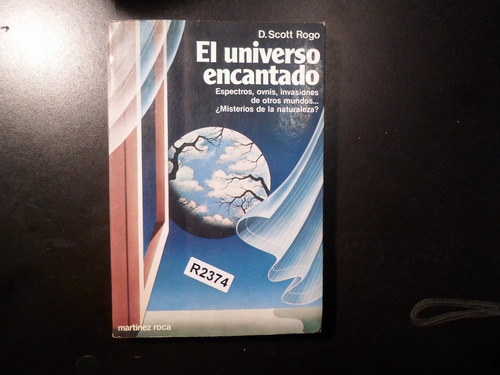 D. Scott Rogo
El universo
encantado
Espectros, ovnis, invasiones
de otros mundos...
¿Misterios de la naturaleza?
R2374
martínez roca